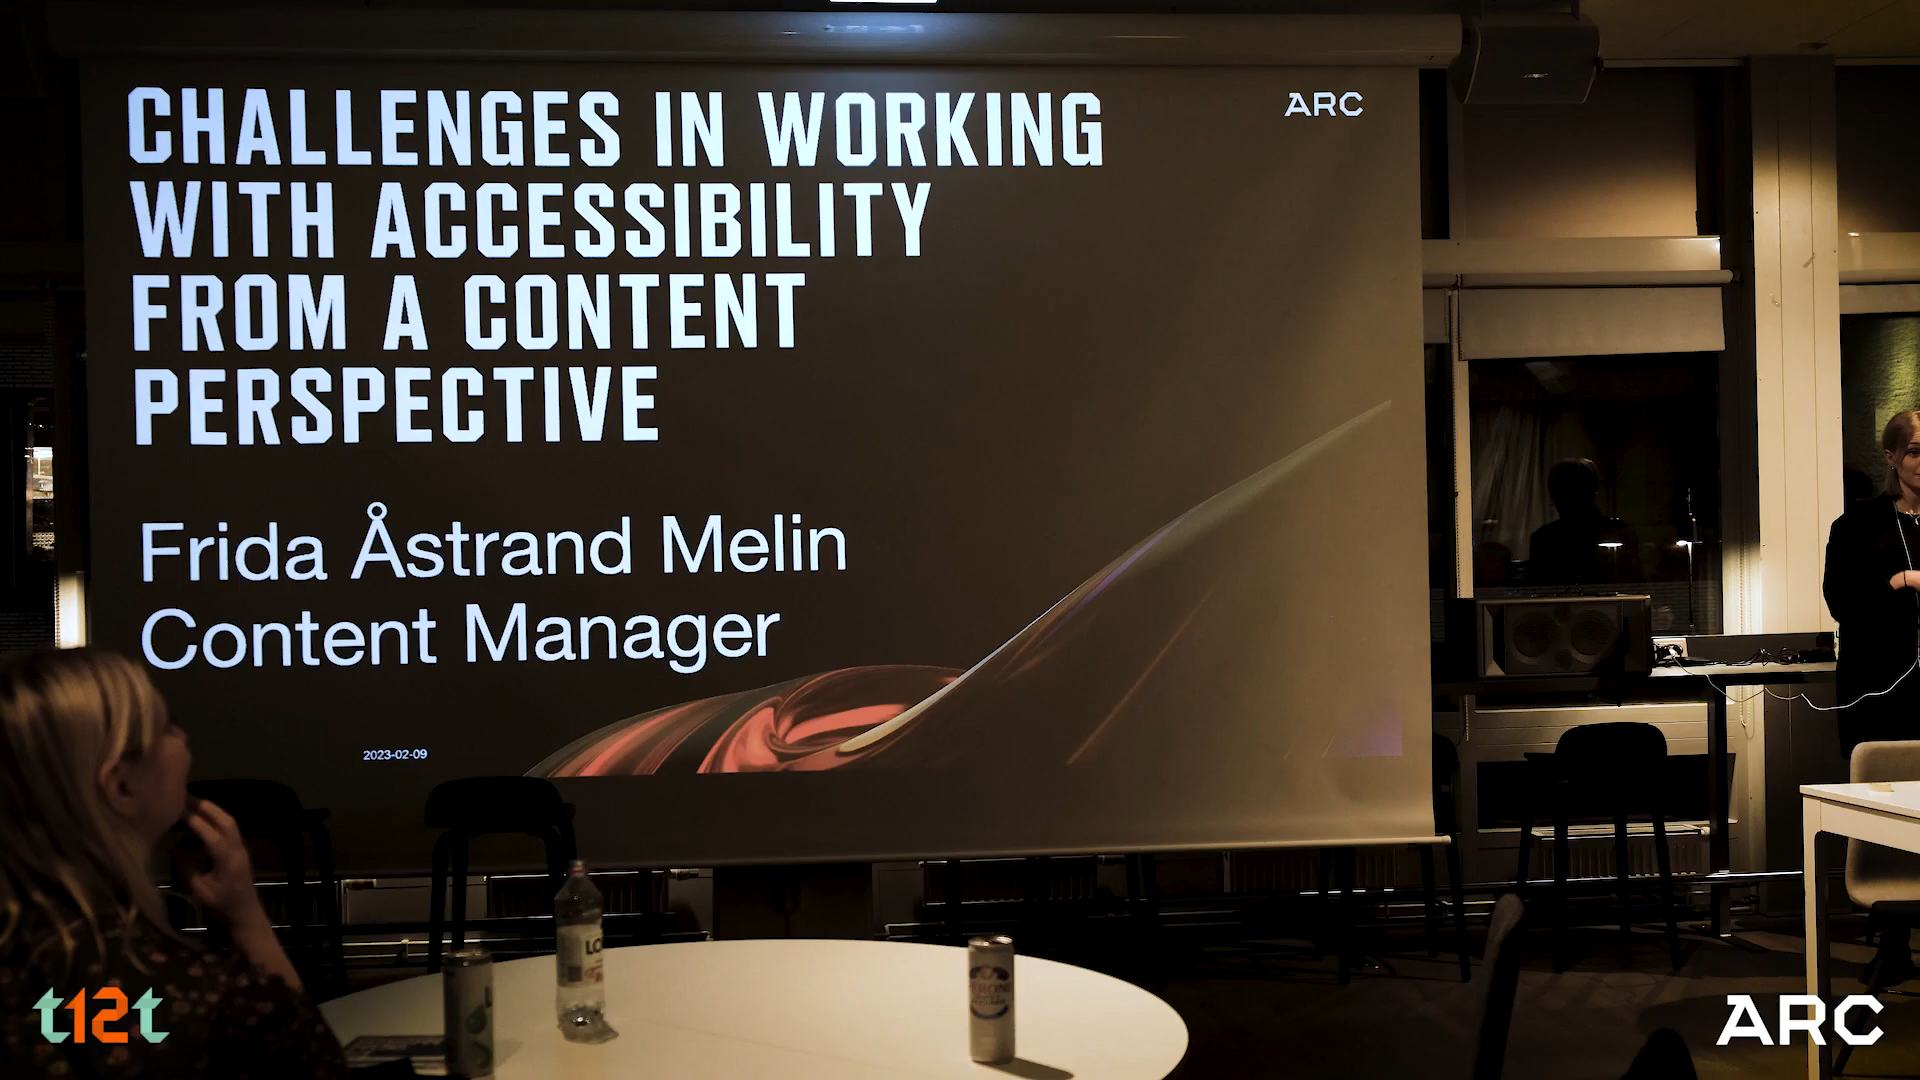 CHALLENGES IN WORKING
WITH ACCESSIBILITY
FROM A CONTENT
PERSPECTIVE
ARC
Frida Åstrand Melin
Content Manager
2023-02-09
LO
t12t
ARC